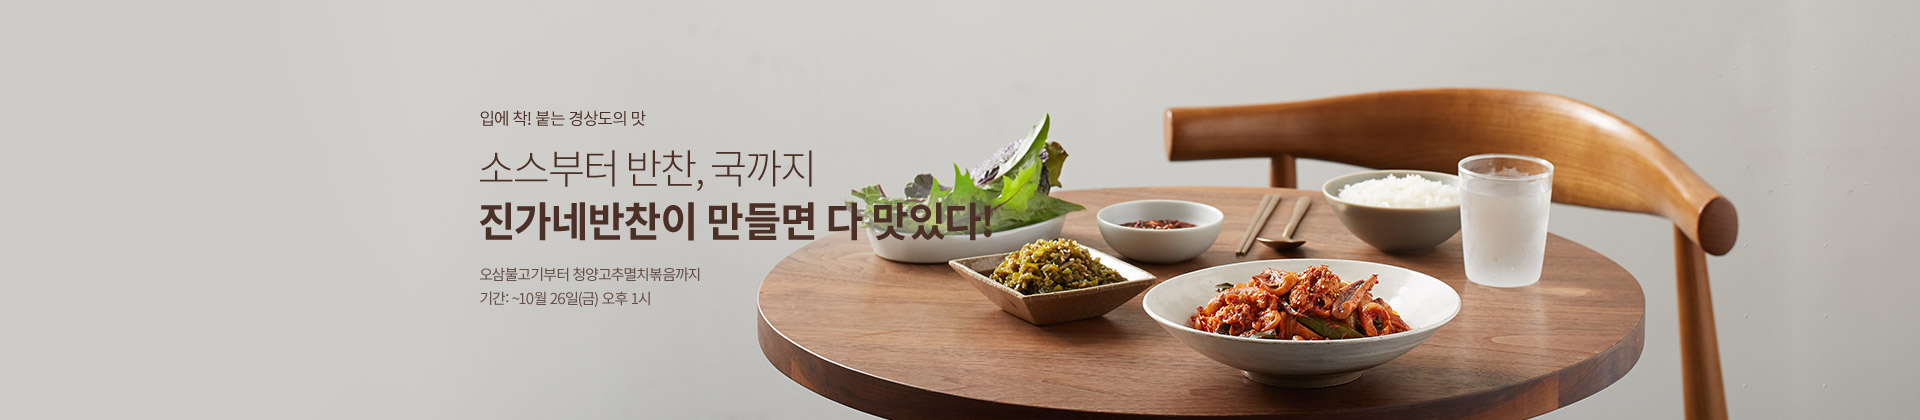 입에 착! 붙는 경상도의 맛
소스부터 반찬, 국까지
진가네반찬이 만들면 다 맛있다!
오삼불고기부터 청양고추멸치볶음까지
기간: ~10월 26일(금) 오후 1시